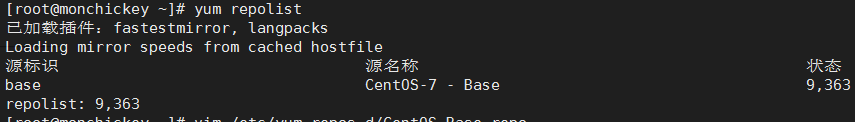 [root@monchickey ~]# yum repolist
已加载插件：fastestmirror, langpacks
Loading mirror speeds from cached hostfile
源标识 源名称 状态
base CentOS-7 - Base 9,363
repolist: 9,363
[root@monchickey ~]# vim /etc/yum.repos.d/CentOS-Base.repo